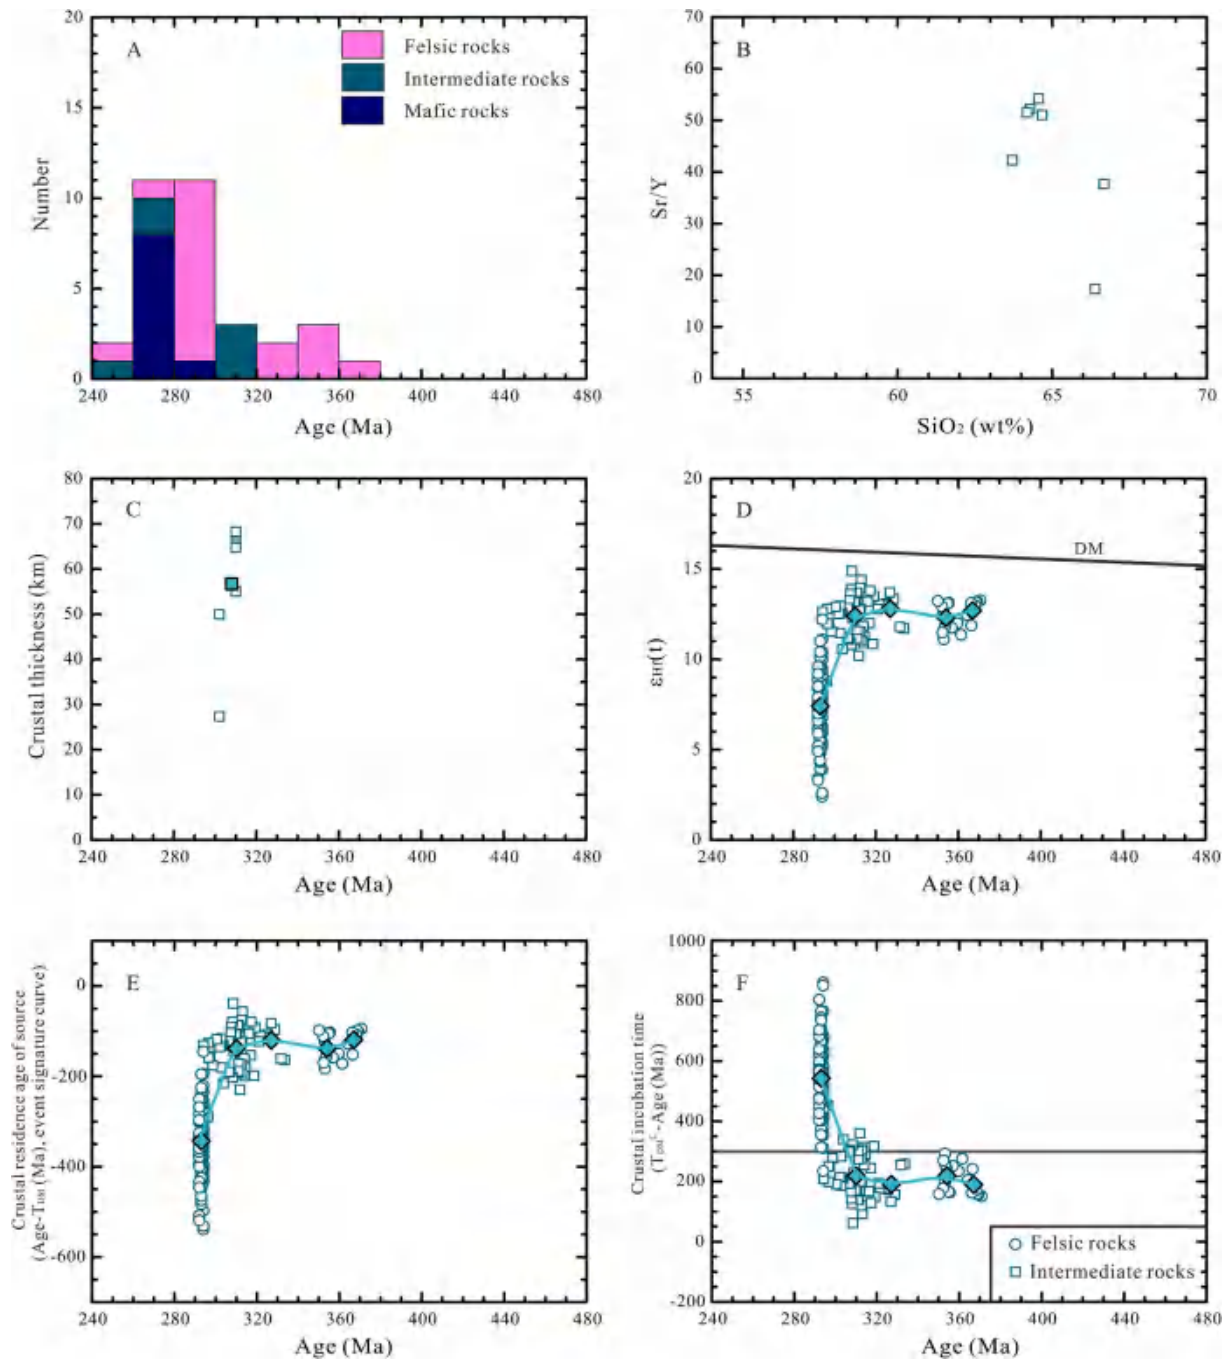 A
Felsic rocks
Intermediate rocks
Mafic rocks
20
15
10
5
0
Number
240 280 320 360 400 440 480
Age (Ma)
B
70
60
50
40
30
20
10
0
Sr/Y
55 60 65 70
SiO₂ (wt%)
C
80
70
60
50
40
30
20
10
0
Crustal thickness (km)
240 280 320 360 400 440 480
Age (Ma)
D
DM
20
15
10
5
0
εHf(t)
240 280 320 360 400 440 480
Age (Ma)
E
0
-200
-400
-600
Crustal residence age of source
(Age-TDM (Ma), event signature curve)
240 280 320 360 400 440 480
Age (Ma)
F
1000
800
600
400
200
0
-200
Crustal incubation time
(TDMC-Age (Ma))
Felsic rocks
Intermediate rocks
240 280 320 360 400 440 480
Age (Ma)